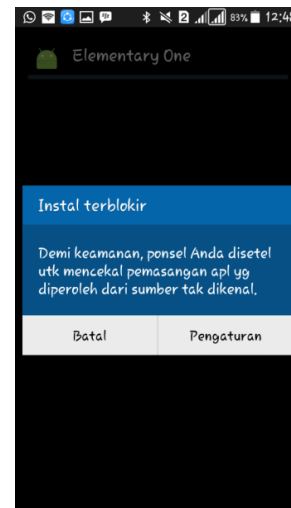 2 83% 12:4
Elementary One
Instal terblokir
Demi keamanan, ponsel Anda disetel
utk mencekal pemasangan apl yg
diperoleh dari sumber tak dikenal.
Batal Pengaturan